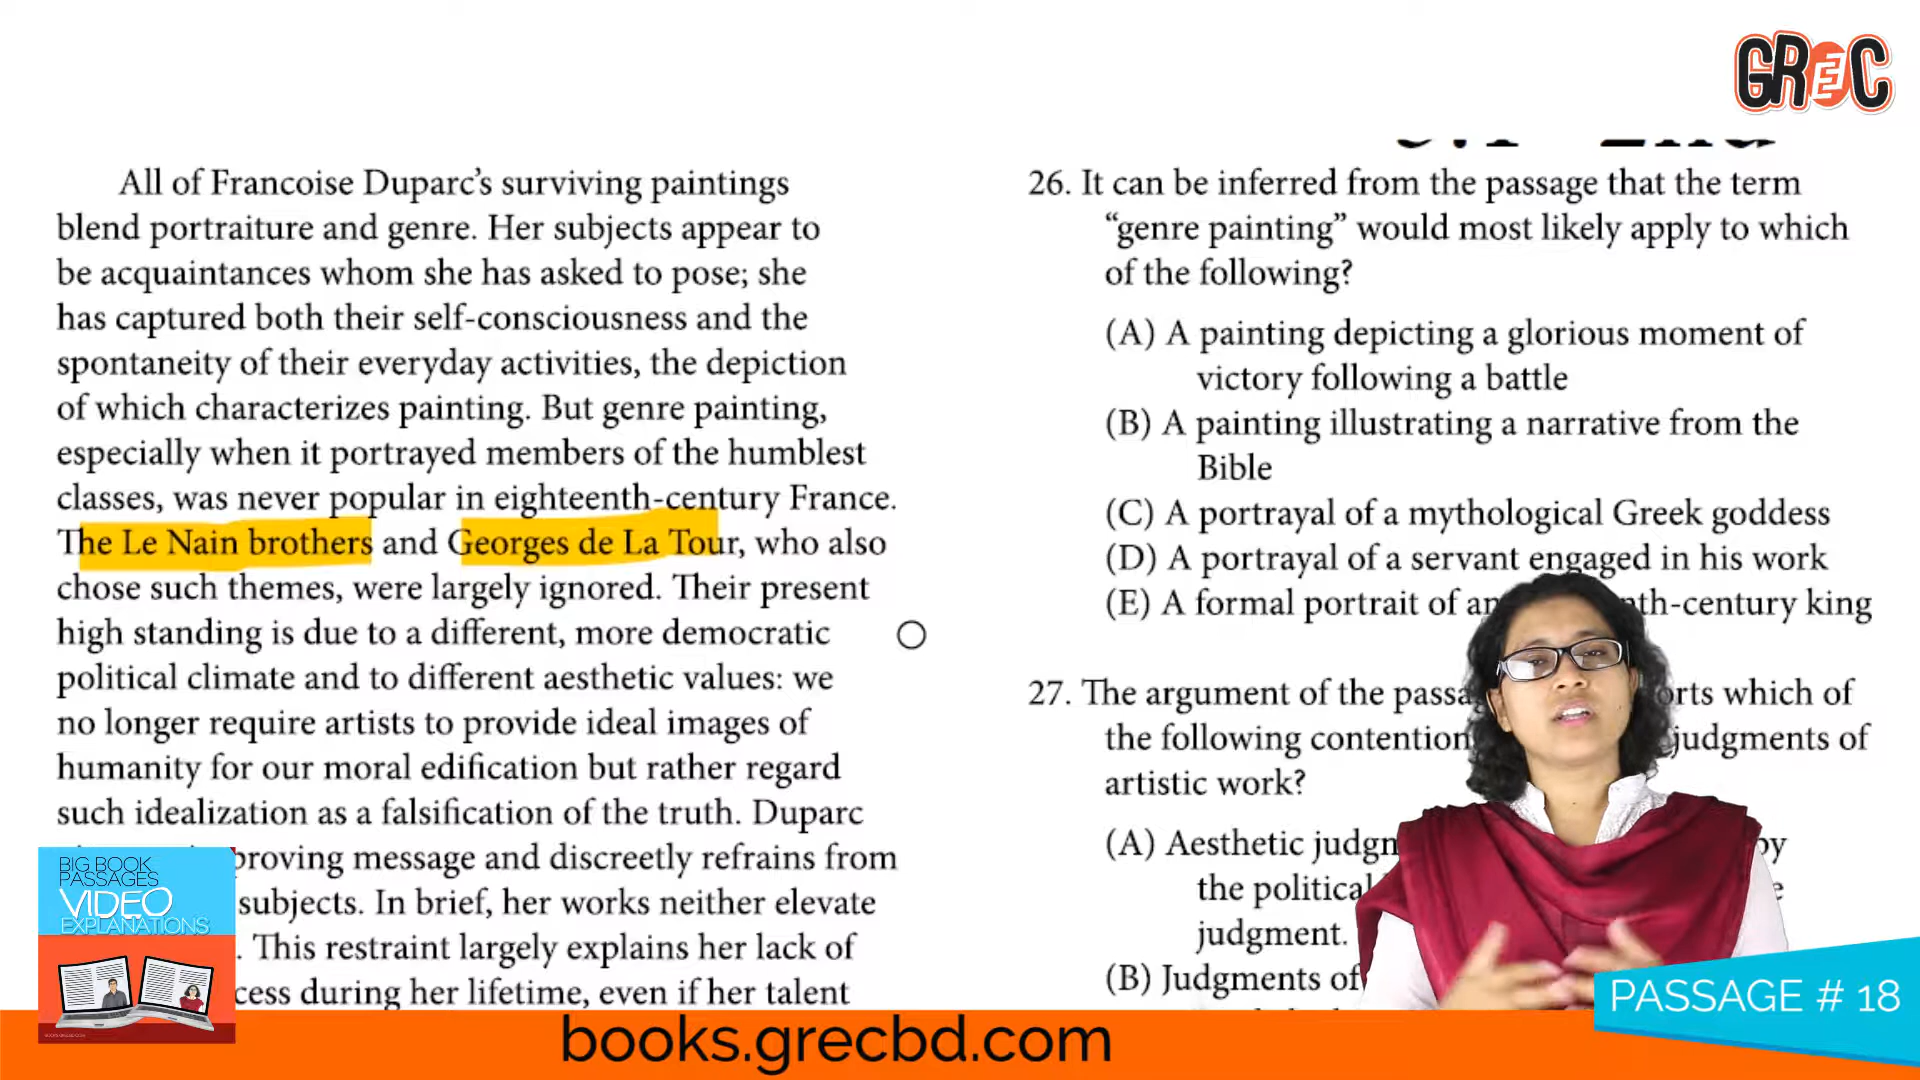 GREC
All of Francoise Duparc's surviving paintings
blend portraiture and genre. Her subjects appear to
be acquaintances whom she has asked to pose; she
has captured both their self-consciousness and the
spontaneity of their everyday activities, the depiction
of which characterizes painting. But genre painting,
especially when it portrayed members of the humblest
classes, was never popular in eighteenth-century France.
The Le Nain brothers and Georges de La Tour, who also
chose such themes, were largely ignored. Their present
high standing is due to a different, more democratic
political climate and to different aesthetic values: we
no longer require artists to provide ideal images of
humanity for our moral edification but rather regard
such idealization as a falsification of the truth. Duparc
proving message and discreetly refrains from
subjects. In brief, her works neither elevate
. This restraint largely explains her lack of
cess during her lifetime, even if her talent
26. It can be inferred from the passage that the term
"genre painting" would most likely apply to which
of the following?
(A) A painting depicting a glorious moment of
victory following a battle
(B) A painting illustrating a narrative from the
Bible
(C) A portrayal of a mythological Greek goddess
(D) A portrayal of a servant engaged in his work
(E) A formal portrait of an nth-century king
27. The argument of the passa orts which of
the following contention judgments of
artistic work?
(A) Aesthetic judgm by
the political
judgment.
(B) Judgments of
BIG BOOK
PASSAGES
VIDEO
EXPLANATIONS
PASSAGE # 18
books.grecbd.com